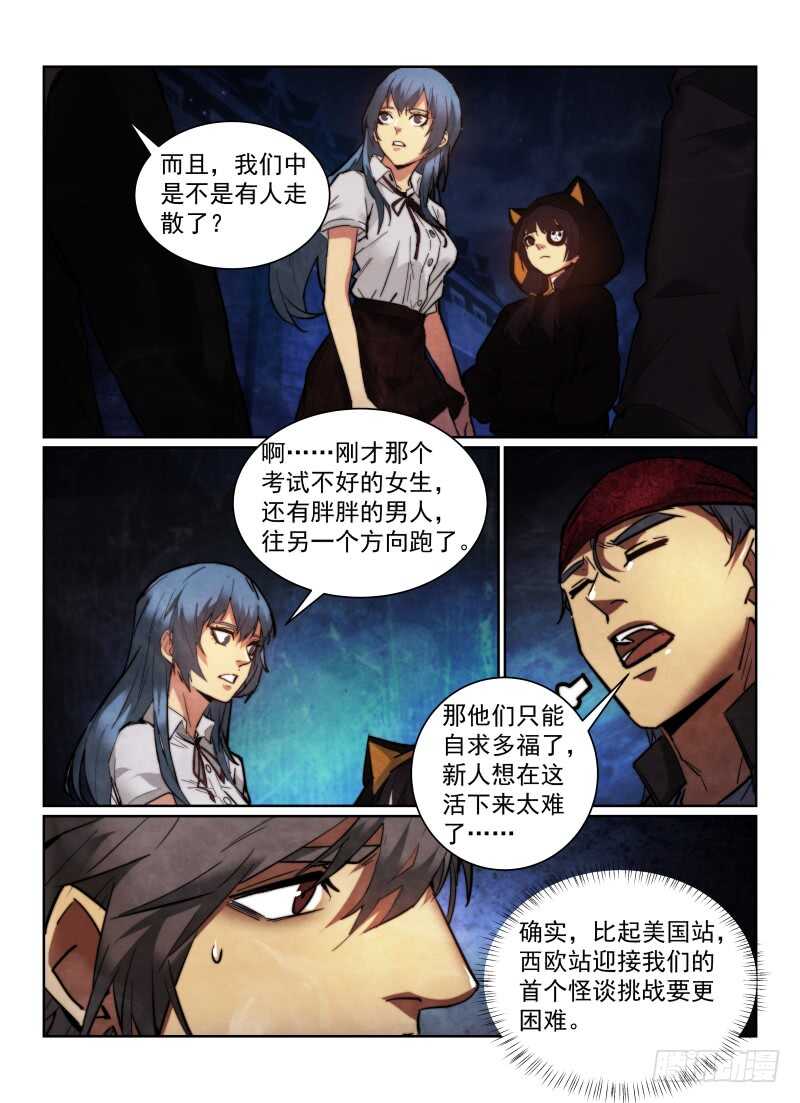 而且，我们中
是不是有人走
散了？
啊……刚才那个
考试不好的女生，
还有胖胖的男人，
往另一个方向跑了。
那他们只能
自求多福了，
新人想在这
活下来太难
了……
确实，比起美国站，
西欧站迎接我们的
首个怪谈挑战要更
困难。
腾讯动漫